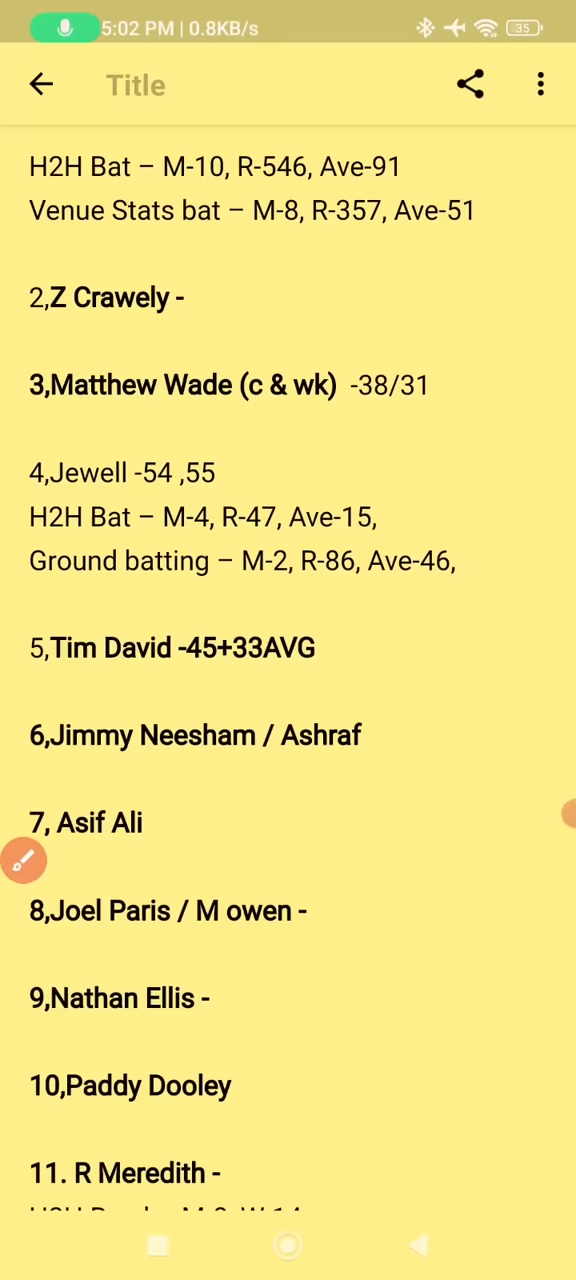 5:02 PM | 0.8KB/s
35
Title
H2H Bat – M-10, R-546, Ave-91
Venue Stats bat – M-8, R-357, Ave-51
2,Z Crawely -
3,Matthew Wade (c & wk) -38/31
4,Jewell -54 ,55
H2H Bat – M-4, R-47, Ave-15,
Ground batting – M-2, R-86, Ave-46,
5,Tim David -45+33AVG
6,Jimmy Neesham / Ashraf
7, Asif Ali
8,Joel Paris / M owen -
9,Nathan Ellis -
10,Paddy Dooley
11. R Meredith -